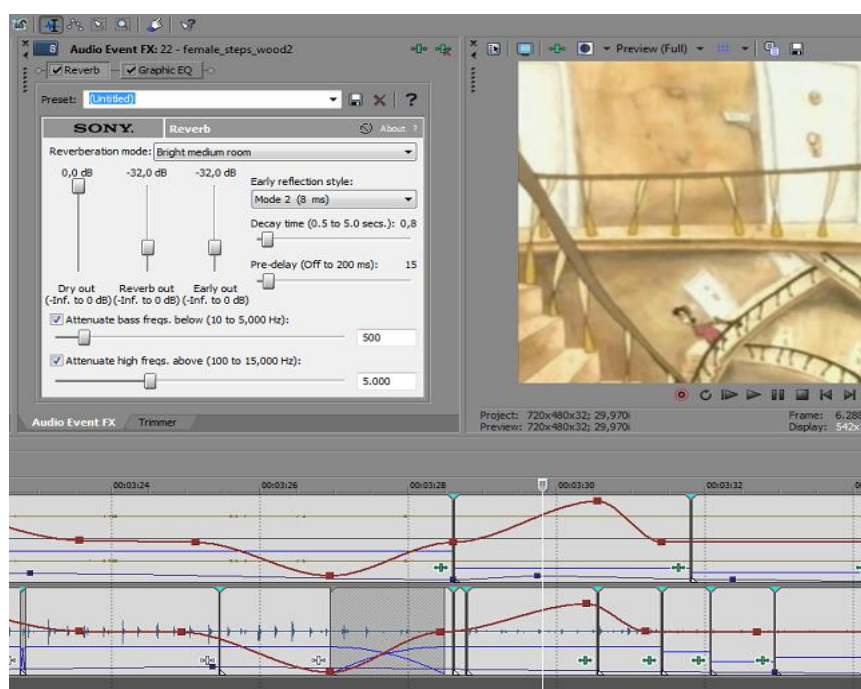 Audio Event FX: 22 - female_steps_wood2
Preview (Full)
Reverb
Graphic EQ
Preset: (Untitled)
SONY. Reverb About ?
Reverberation mode: Bright medium room
0,0 dB -32,0 dB -32,0 dB
Early reflection style:
Mode 2 (8 ms)
Decay time (0.5 to 5.0 secs.): 0,8
Pre-delay (Off to 200 ms): 15
Dry out Reverb out Early out
(-Inf. to 0 dB) (-Inf. to 0 dB) (-Inf. to 0 dB)
Attenuate bass freqs. below (10 to 5,000 Hz):
500
Attenuate high freqs. above (100 to 15,000 Hz):
5.000
Audio Event FX Trimmer
Project: 720x480x32; 29,970i Frame: 6.288
Preview: 720x480x32; 29,970i Display: 542x
00:03:24 00:03:26 00:03:28 00:03:30 00:03:32